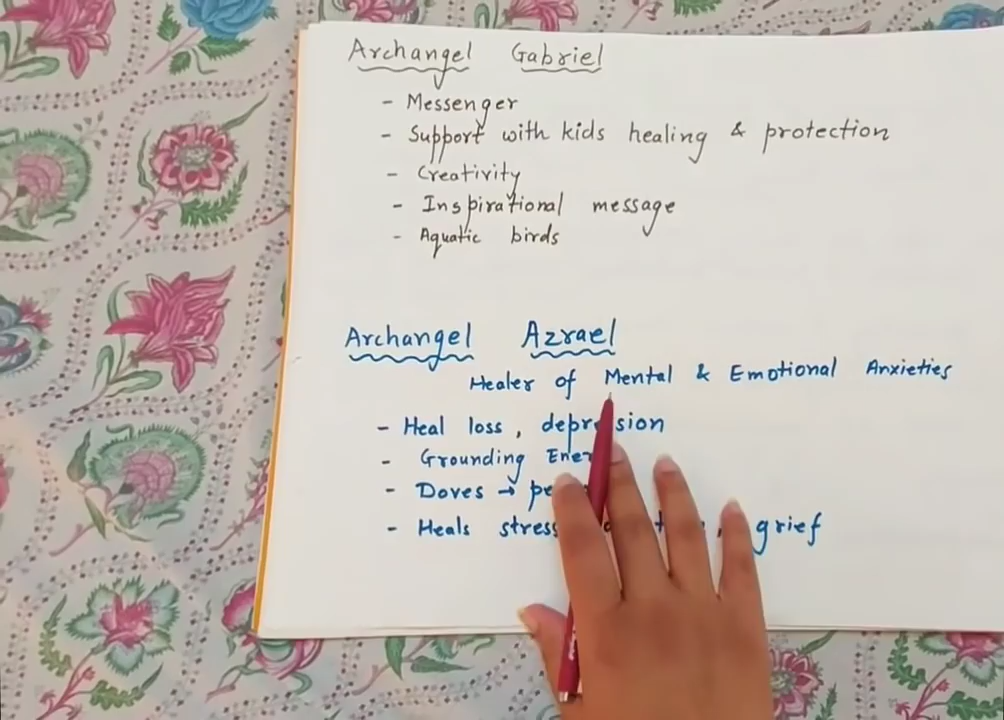 Archangel Gabriel
- Messenger
- Support with kids healing & protection
- Creativity
- Inspirational message
- Aquatic birds
Archangel Azrael
Healer of Mental & Emotional Anxieties
- Heal loss, depression
- Grounding
- Doves →
- Heals stress , grief